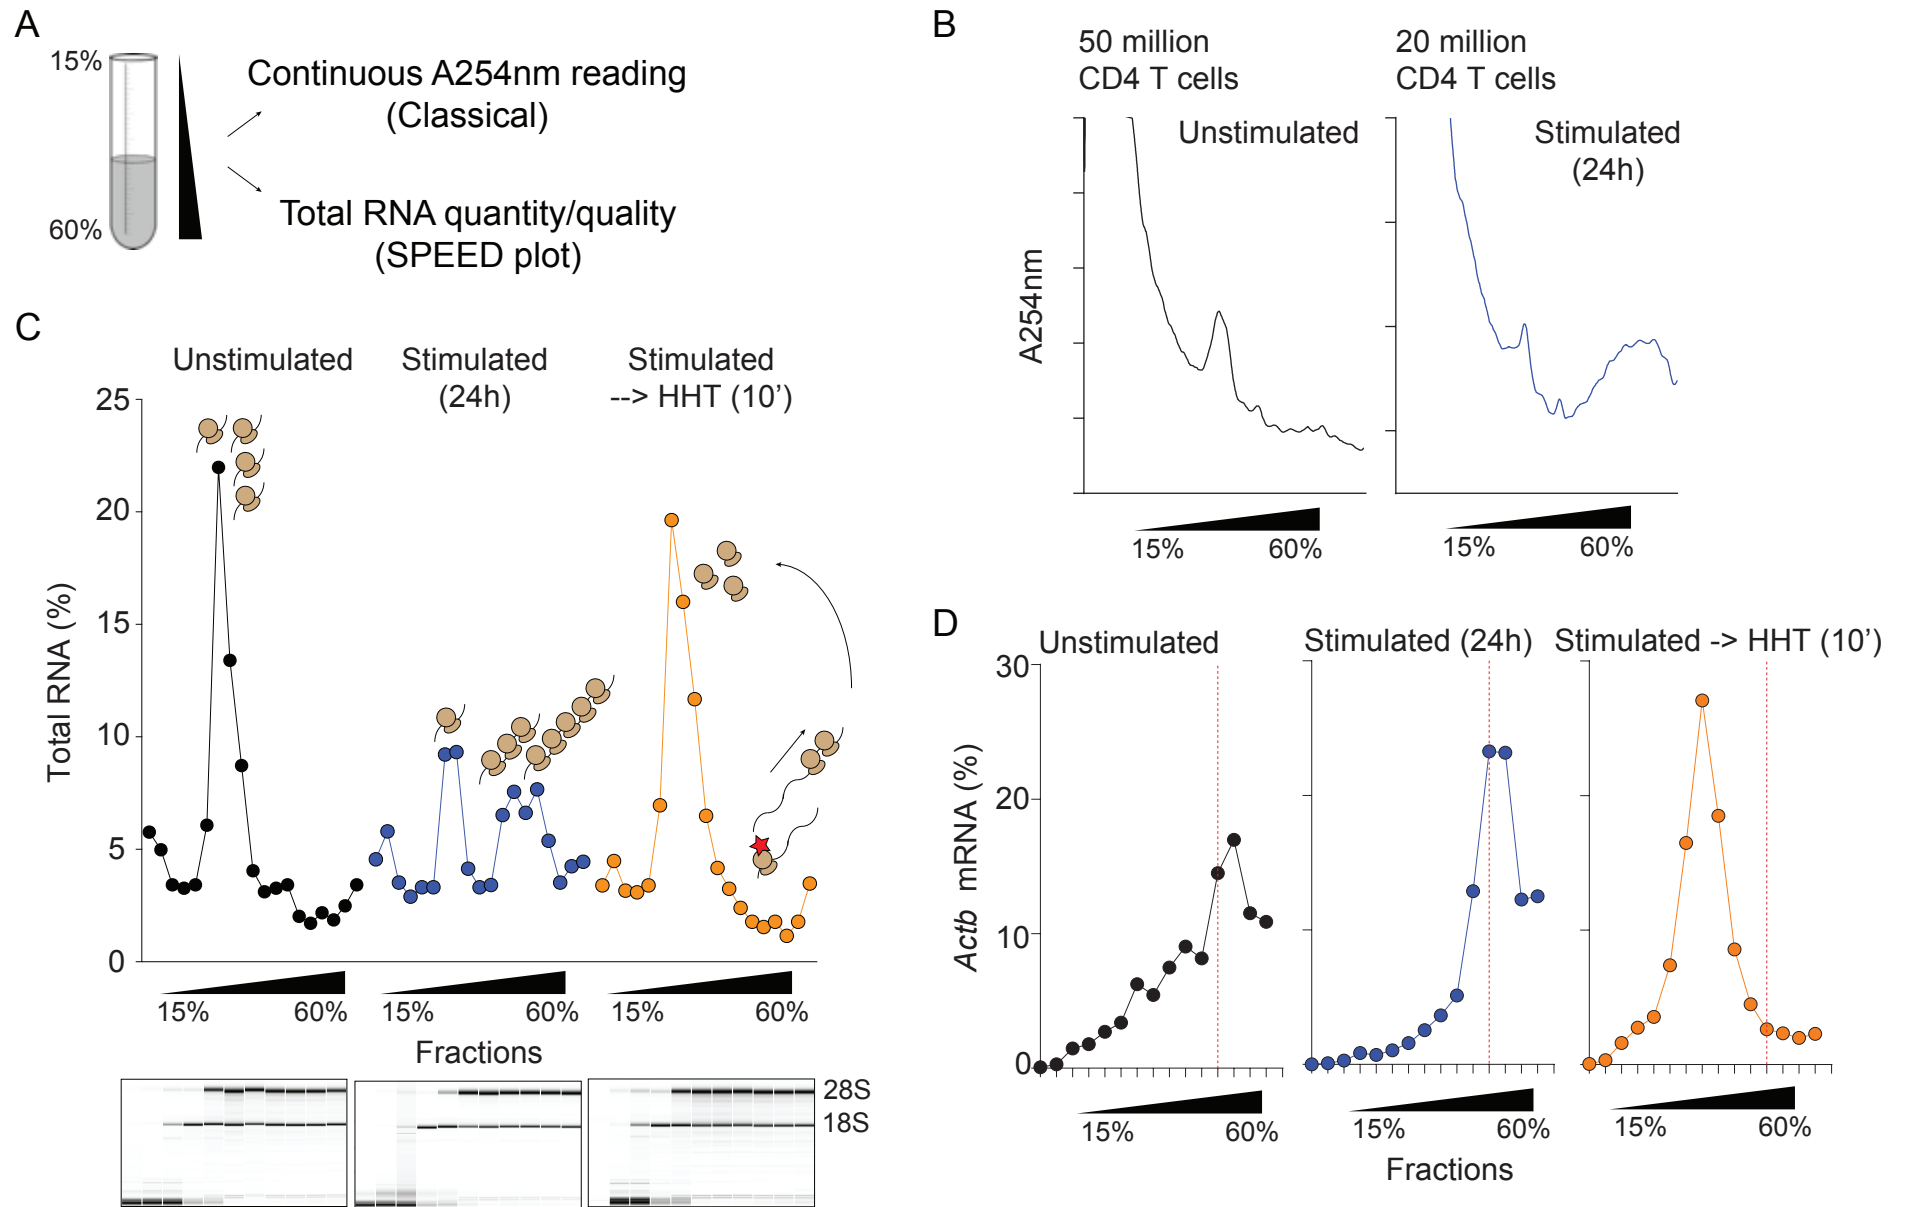 A
15%
60%
Continuous A254nm reading
(Classical)
Total RNA quantity/quality
(SPEED plot)
B
50 million
CD4 T cells
20 million
CD4 T cells
Unstimulated
Stimulated
(24h)
A254nm
15%
60%
15%
60%
C
Unstimulated
Stimulated
(24h)
Stimulated
--> HHT (10’)
25
20
15
10
5
0
Total RNA (%)
15%
60%
15%
60%
15%
60%
Fractions
28S
18S
D
Unstimulated
Stimulated (24h)
Stimulated -> HHT (10’)
30
20
10
0
Actb mRNA (%)
15%
60%
15%
60%
15%
60%
Fractions